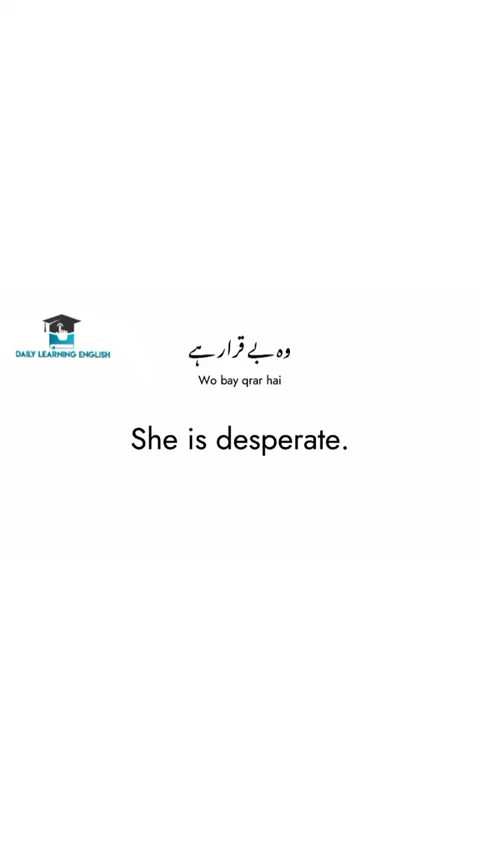 DAILY LEARNING ENGLISH
وہ بے قرار ہے
Wo bay qrar hai
She is desperate.